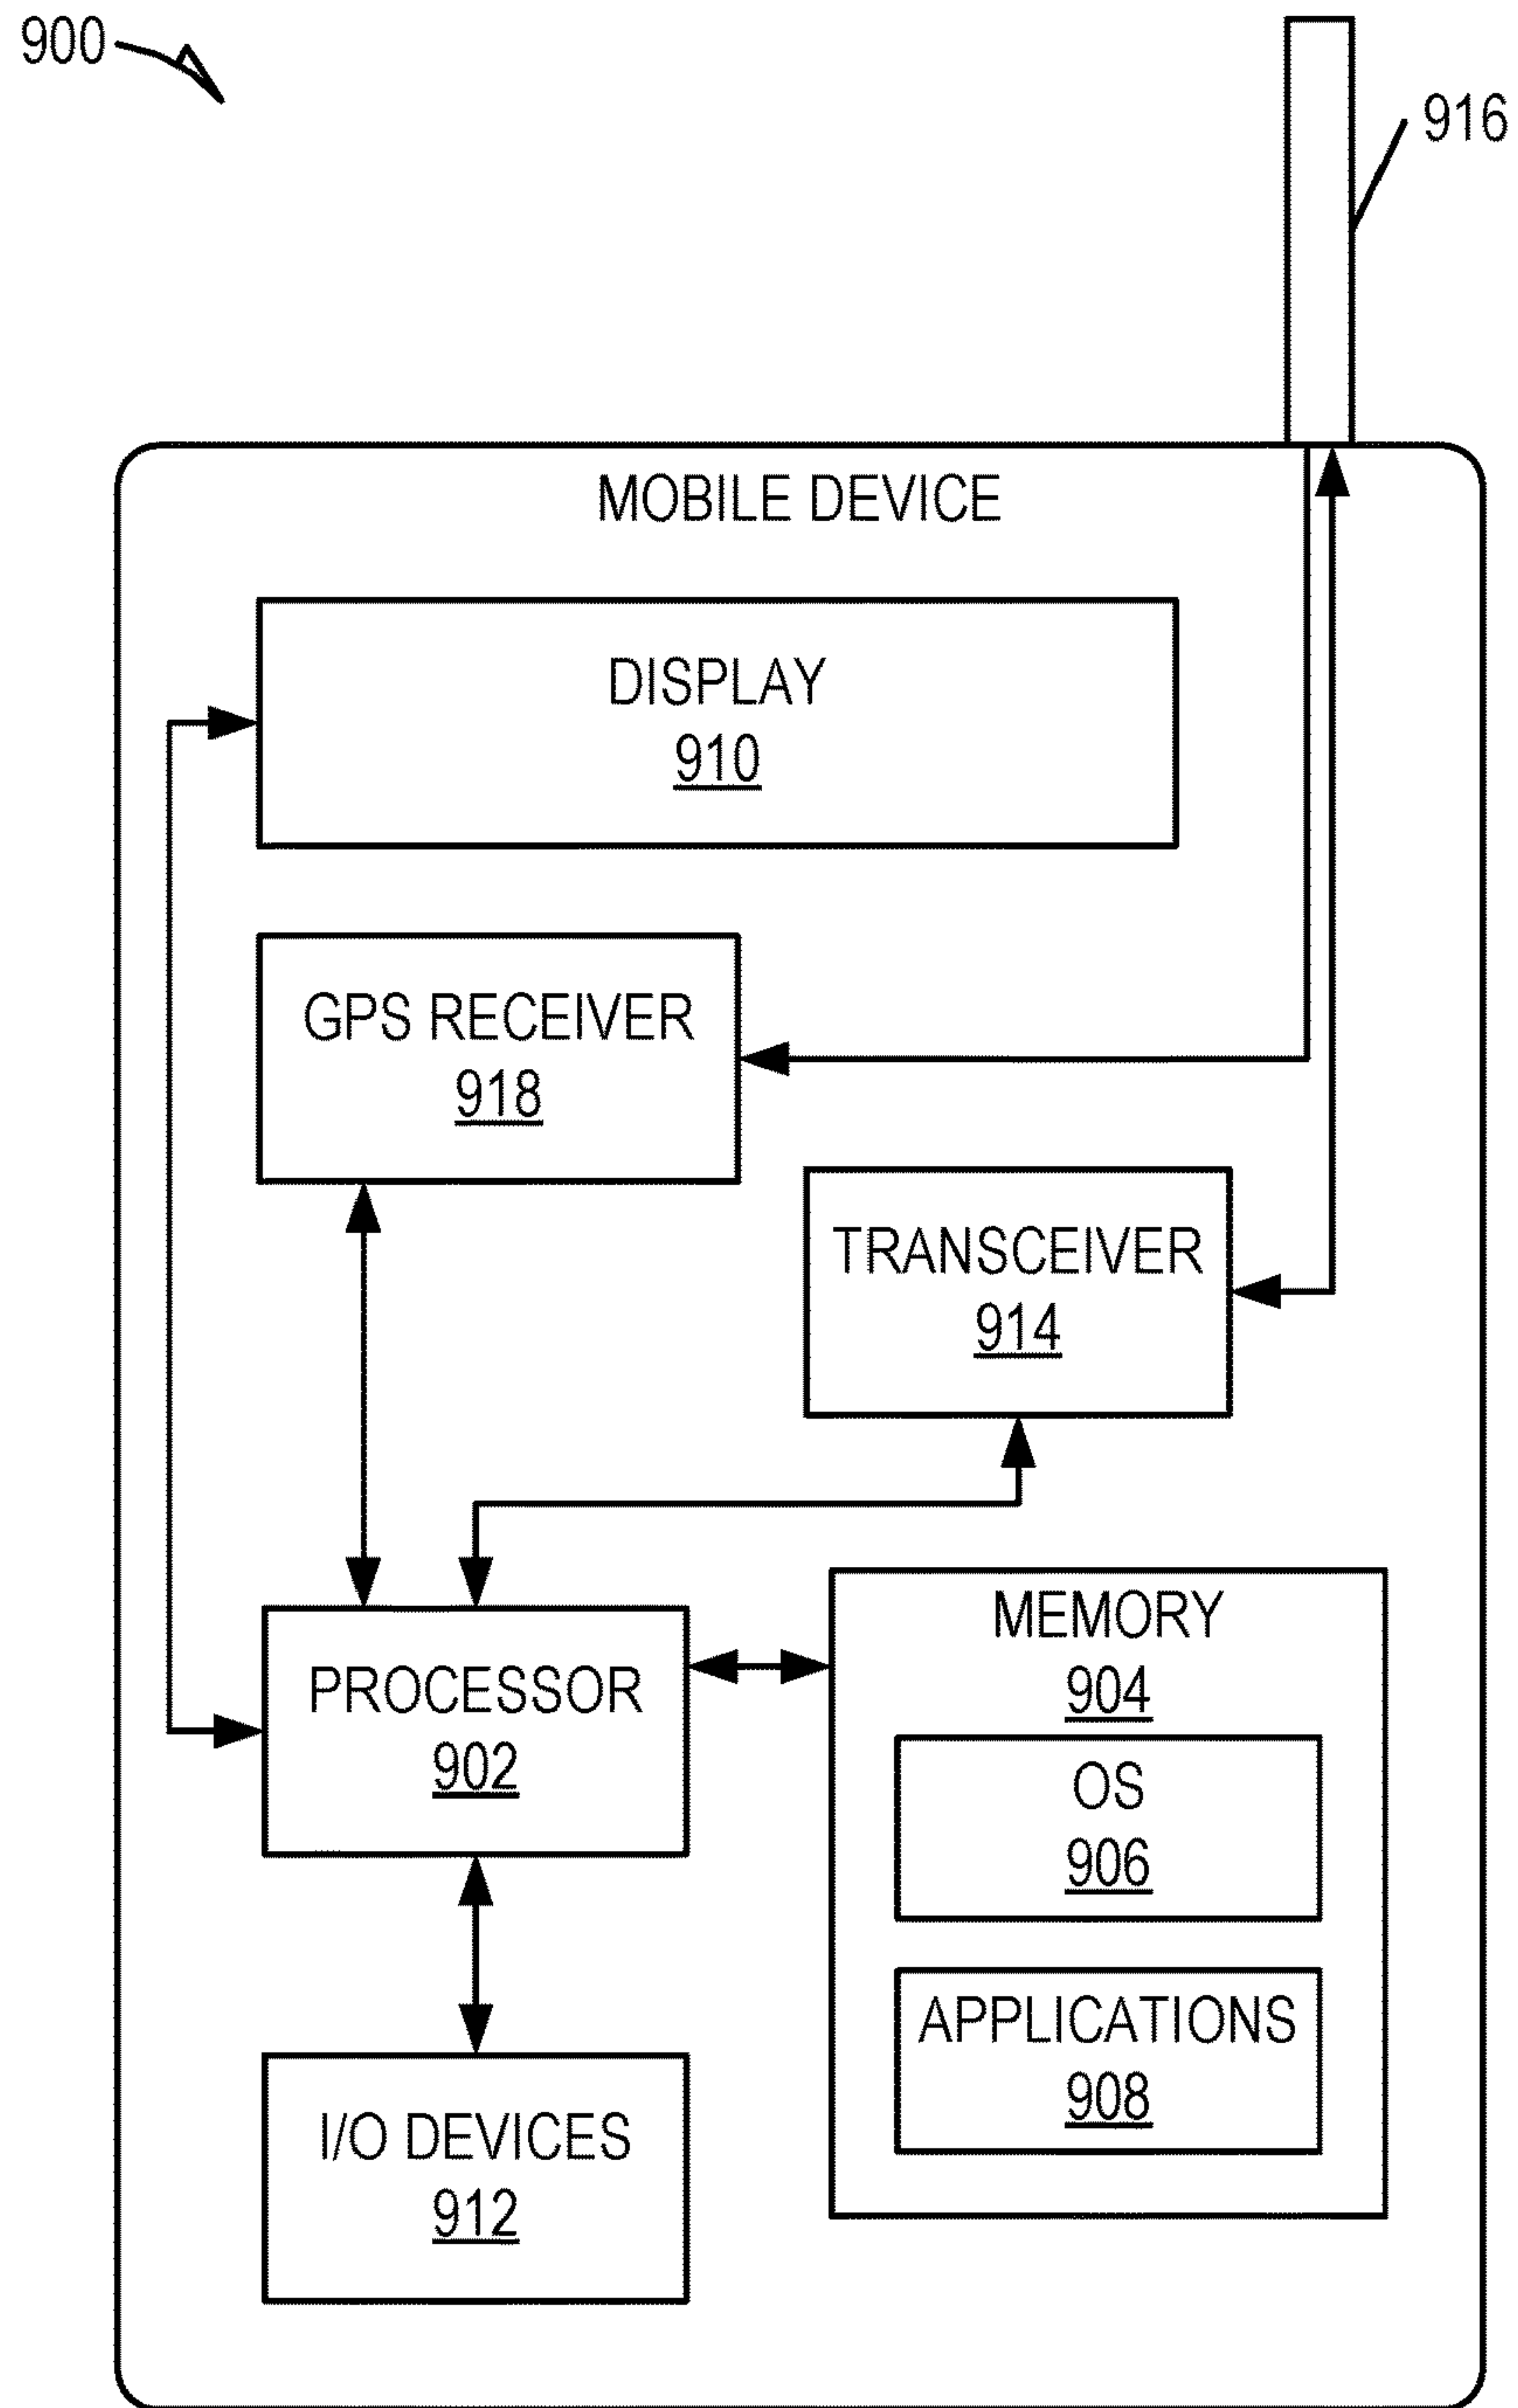 900
916
MOBILE DEVICE
DISPLAY
910
GPS RECEIVER
918
TRANSCEIVER
914
PROCESSOR
902
MEMORY
904
OS
906
APPLICATIONS
908
I/O DEVICES
912